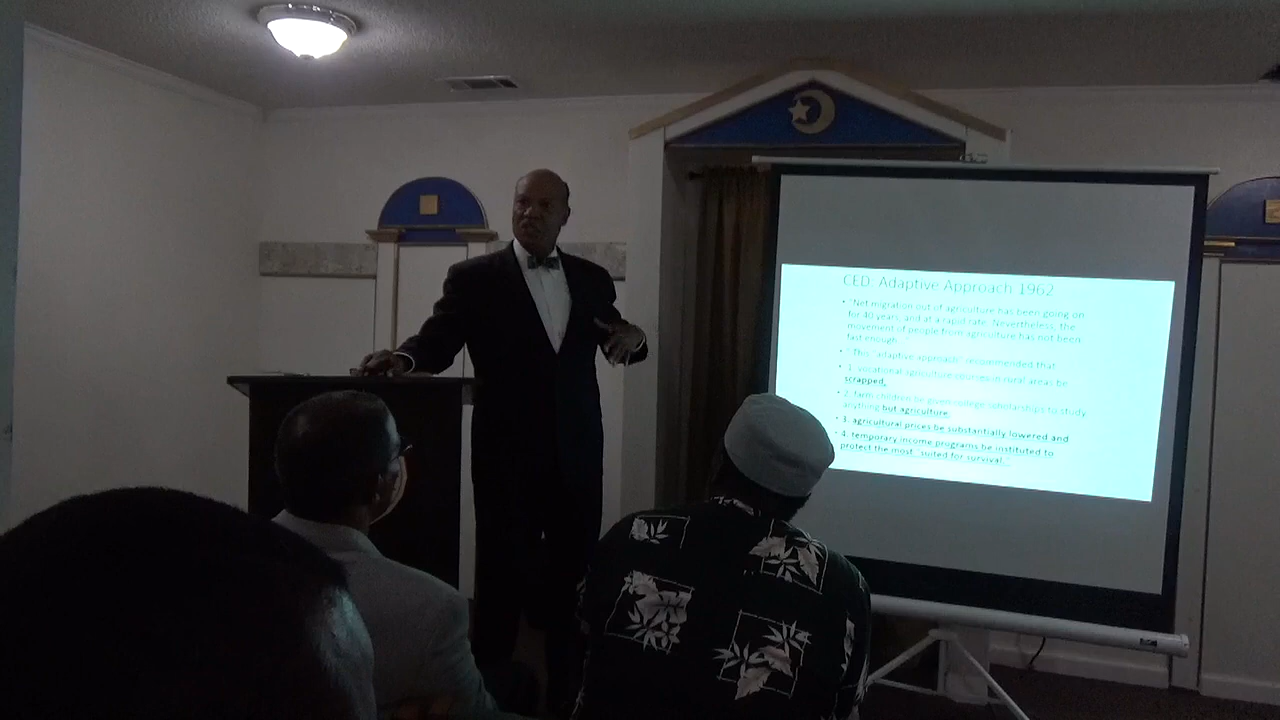 CED: Adaptive Approach 1962
• "Net migration out of agriculture has been going on
for 40 years, and at a rapid rate. Nevertheless, the
movement of people from agriculture has not been
fast enough.
• "This" adaptive approach" recommended that
• 1. vocational agriculture courses in rural areas be
scrapped,
• 2. farm children be given college scholarships to study
anything but agriculture,
• 3. agricultural prices be substantially lowered and
• 4. temporary income programs be instituted to
protect the most suited for survival..."